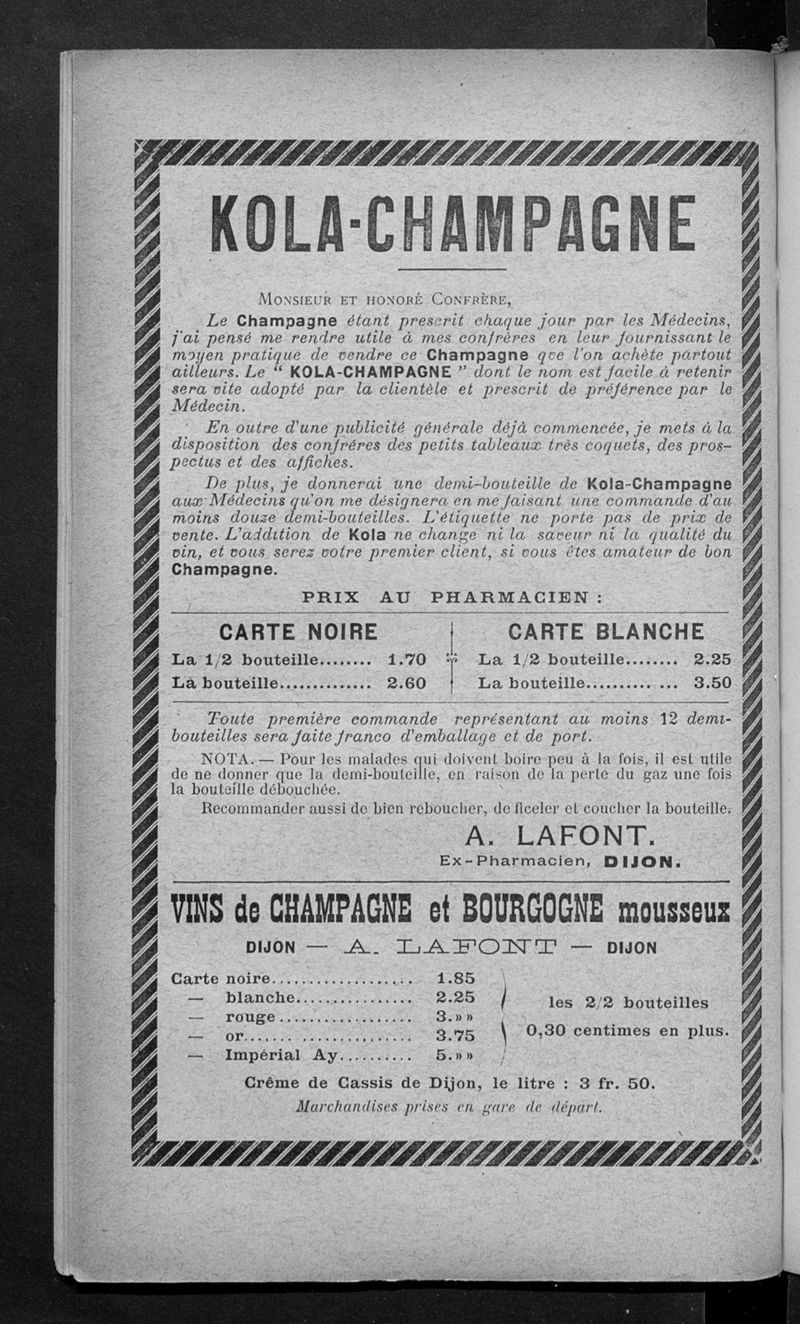 KOLA-CHAMPAGNE
MONSIEUR ET HONORÉ CONFRÈRE,
Le Champagne étant prescrit chaque jour par les Médecins,
j'ai pensé me rendre utile à mes confrères en leur fournissant le
moyen pratique de vendre ce Champagne qve l'on achète partout
ailleurs. Le “ KOLA-CHAMPAGNE ” dont le nom est facile à retenir
sera vite adopté par la clientèle et prescrit de préférence par le
Médecin.
En outre d'une publicité générale déjà commencée, je mets à la
disposition des confréres des petits tableaux très coquets, des pros-
pectus et des affiches.
De plus, je donnerai une demi-bouteille de Kola-Champagne
aux Médecins qu'on me désignera en me faisant une commande d'au
moins douze demi-bouteilles. L'étiquette ne porte pas de prix de
vente. L'addition de Kola ne change ni la saveur ni la qualité du
vin, et vous serez votre premier client, si vous êtes amateur de bon
Champagne.
PRIX AU PHARMACIEN :
CARTE NOIRE CARTE BLANCHE
La 1/2 bouteille........ 1.70 La 1/2 bouteille........ 2.25
La bouteille.............. 2.60 La bouteille.......... ... 3.50
Toute première commande représentant au moins 12 demi-
bouteilles sera faite franco d'emballage et de port.
NOTA. — Pour les malades qui doivent boire peu à la fois, il est utile
de ne donner que la demi-bouteille, en raison de la perte du gaz une fois
la bouteille débouchée.
Recommander aussi de bien reboucher, de ficeler et coucher la bouteille.
A. LAFONT.
Ex-Pharmacien, DIJON.
VINS de CHAMPAGNE et BOURGOGNE mousseux
DIJON — A. LAFONT — DIJON
Carte noire.................. 1.85
— blanche................ 2.25
— rouge.................. 3.»»
— or....................... 3.75
— Impérial Ay.......... 5.»»
les 2/2 bouteilles
0,30 centimes en plus.
Crême de Cassis de Dijon, le litre : 3 fr. 50.
Marchandises prises en gare de départ.